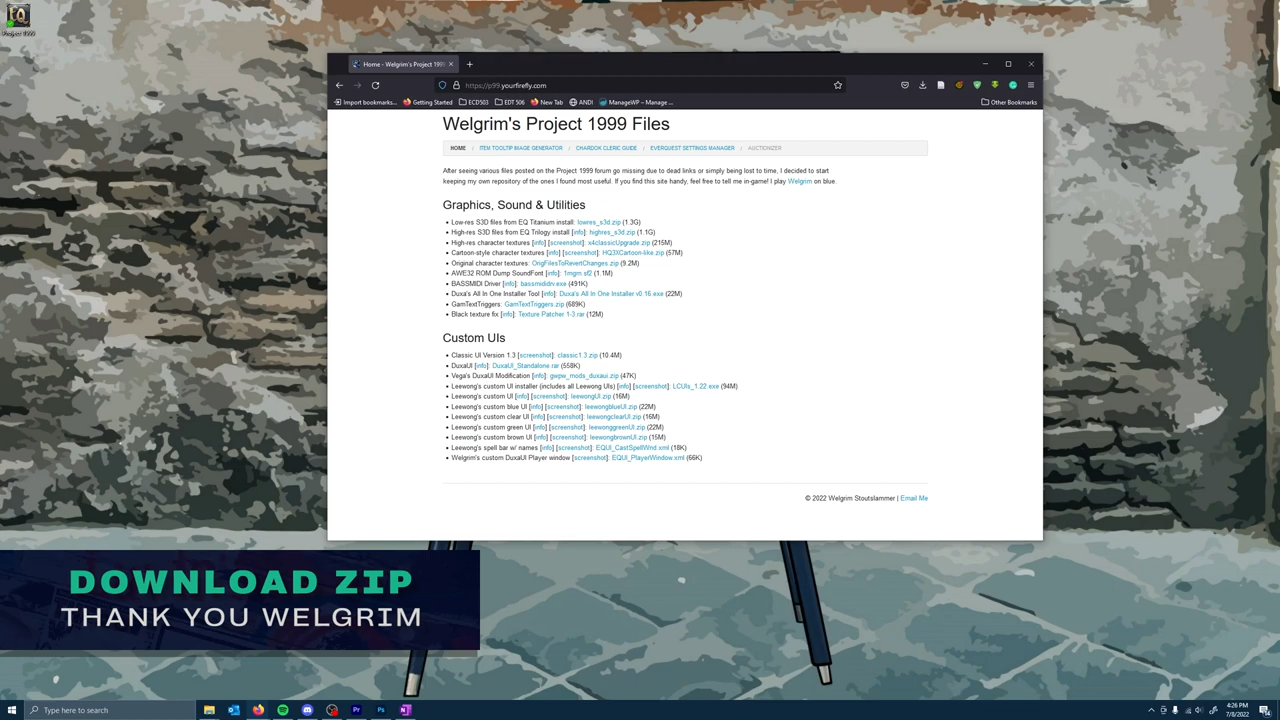 Project 1999
Home - Welgrim's Project 1999
https://p99.yourfirefly.com
Import bookmarks...
Getting Started
ECD503
EDT 506
New Tab
ANDI
ManageWP – Manage ...
Other Bookmarks
Welgrim's Project 1999 Files
HOME / ITEM TOOLTIP IMAGE GENERATOR / CHARDOK CLERIC GUIDE / EVERQUEST SETTINGS MANAGER / AUCTIONIZER
After seeing various files posted on the Project 1999 forum go missing due to dead links or simply being lost to time, I decided to start
keeping my own repository of the ones I found most useful. If you find this site handy, feel free to tell me in-game! I play Welgrim on blue.
Graphics, Sound & Utilities
• Low-res S3D files from EQ Titanium install: lowres_s3d.zip (1.3G)
• High-res S3D files from EQ Trilogy install [info]: highres_s3d.zip (1.1G)
• High-res character textures [info] [screenshot]: x4classicUpgrade.zip (215M)
• Cartoon-style character textures [info] [screenshot]: HQ3XCartoon-like.zip (57M)
• Original character textures: OrigFilesToRevertChanges.zip (9.2M)
• AWE32 ROM Dump SoundFont [info]: 1mgm.sf2 (1.1M)
• BASSMIDI Driver [info]: bassmididrv.exe (491K)
• Duxa's All In One Installer Tool [info]: Duxa's All In One Installer v0.16.exe (22M)
• GamTextTriggers: GamTextTriggers.zip (689K)
• Black texture fix [info]: Texture Patcher 1-3.rar (12M)
Custom UIs
• Classic UI Version 1.3 [screenshot]: classic1.3.zip (10.4M)
• DuxaUI [info]: DuxaUI_Standalone.rar (558K)
• Vega's DuxaUI Modification [info]: gwpw_mods_duxaui.zip (47K)
• Leewong's custom UI installer (includes all Leewong UIs) [info] [screenshot]: LCUIs_1.22.exe (94M)
• Leewong's custom UI [info] [screenshot]: leewongUI.zip (16M)
• Leewong's custom blue UI [info] [screenshot]: leewongblueUI.zip (22M)
• Leewong's custom clear UI [info] [screenshot]: leewongclearUI.zip (16M)
• Leewong's custom green UI [info] [screenshot]: leewonggreenUI.zip (22M)
• Leewong's custom brown UI [info] [screenshot]: leewongbrownUI.zip (15M)
• Leewong's spell bar w/ names [info] [screenshot]: EQUI_CastSpellWnd.xml (18K)
• Welgrim's custom DuxaUI Player window [screenshot]: EQUI_PlayerWindow.xml (66K)
© 2022 Welgrim Stoutslammer | Email Me
DOWNLOAD ZIP
THANK YOU WELGRIM
Type here to search
4:26 PM
7/8/2022